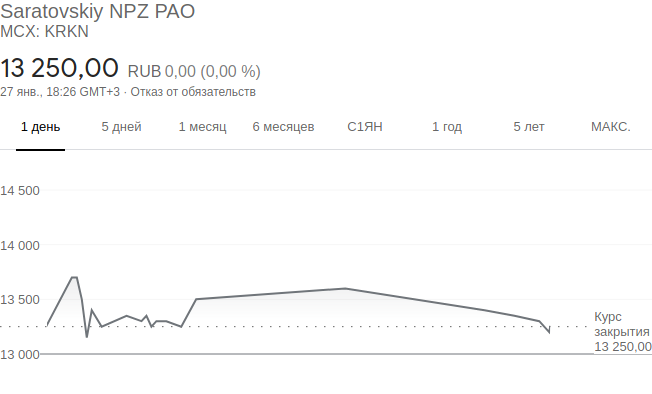 Saratovskiy NPZ PAO
MCX: KRKN
13 250,00 RUB 0,00 (0,00 %)
27 янв., 18:26 GMT+3 · Отказ от обязательств
1 день 5 дней 1 месяц 6 месяцев С1ЯН 1 год 5 лет МАКС.
14 500
14 000
13 500
Курс
закрытия
13 250,00
13 000